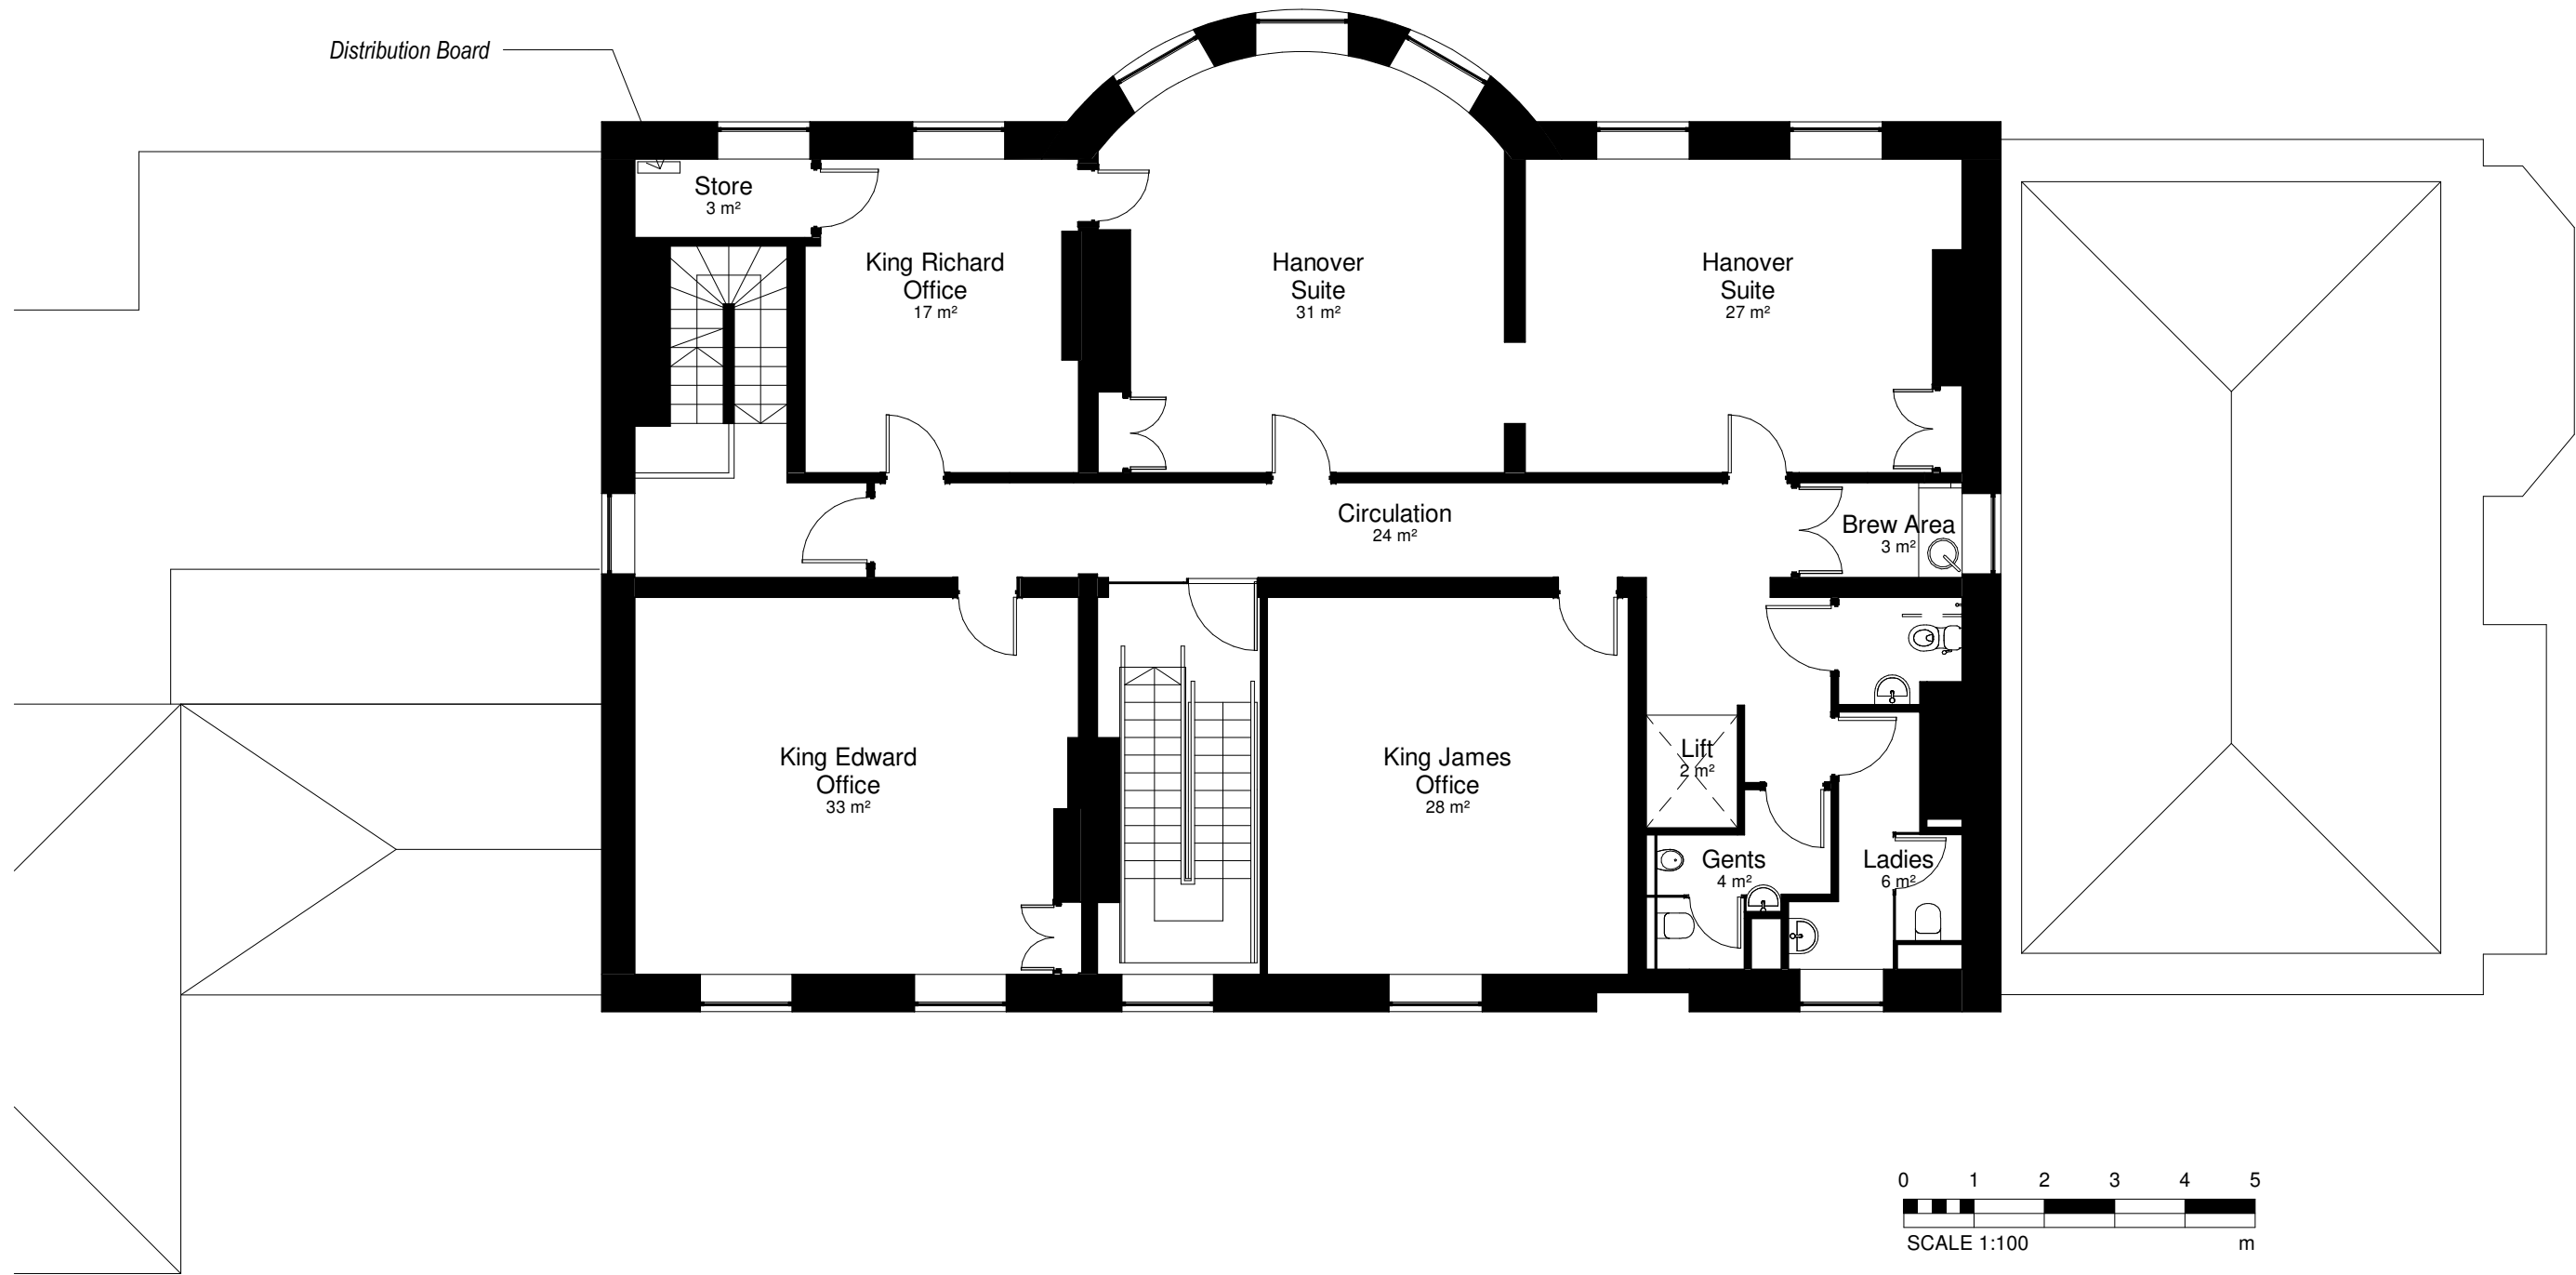 Distribution Board
Store
3 m²
King Richard
Office
17 m²
Hanover
Suite
31 m²
Hanover
Suite
27 m²
Circulation
24 m²
Brew Area
3 m²
King Edward
Office
33 m²
King James
Office
28 m²
Lift
2 m²
Gents
4 m²
Ladies
6 m²
0 1 2 3 4 5
SCALE 1:100 m